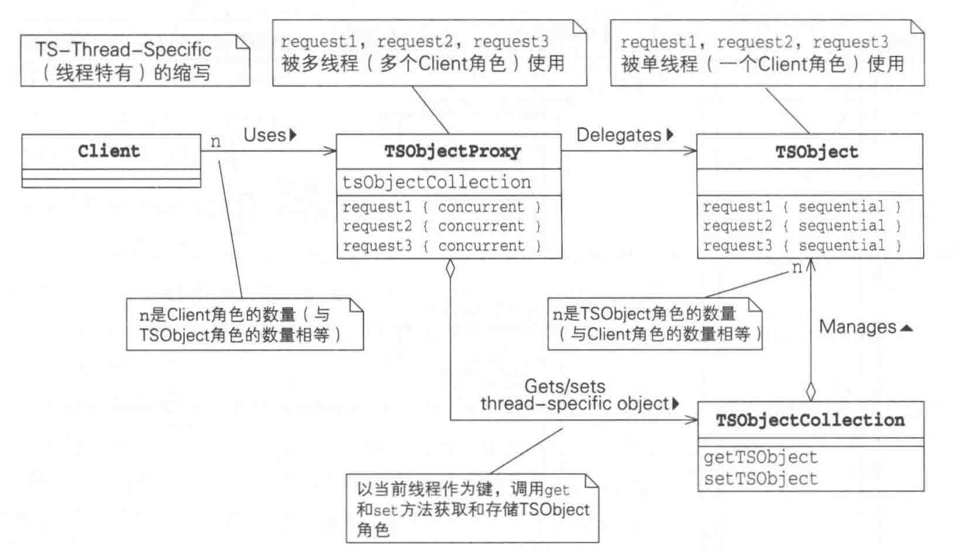 TS-Thread-Specific
（线程特有）的缩写
request1, request2, request3
被多线程（多个Client角色）使用
request1, request2, request3
被单线程（一个Client角色）使用
Client
n
Uses▶
TSObjectProxy
tsObjectCollection
request1 { concurrent }
request2 { concurrent }
request3 { concurrent }
Delegates▶
TSObject
request1 { sequential }
request2 { sequential }
request3 { sequential }
n
n是Client角色的数量（与
TSObject角色的数量相等）
n是TSObject角色的数量
（与Client角色的数量相等）
Manages▲
Gets/sets
thread-specific object▶
TSObjectCollection
getTSObject
setTSObject
以当前线程作为键，调用get
和set方法获取和存储TSObject
角色